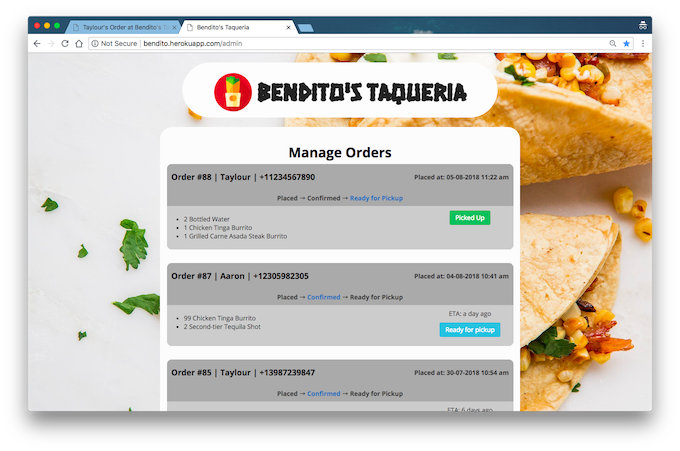 Taylour's Order at Bendito's T
Bendito's Taqueria
Not Secure | bendito.herokuapp.com/admin
BENDITO'S TAQUERIA
Manage Orders
Order #88 | Taylour | +11234567890
Placed at: 05-08-2018 11:22 am
Placed → Confirmed → Ready for Pickup
• 2 Bottled Water
• 1 Chicken Tinga Burrito
• 1 Grilled Carne Asada Steak Burrito
Picked Up
Order #87 | Aaron | +12305982305
Placed at: 04-08-2018 10:41 am
Placed → Confirmed → Ready for Pickup
• 99 Chicken Tinga Burrito
• 2 Second-tier Tequila Shot
ETA: a day ago
Ready for pickup
Order #85 | Taylour | +13987239847
Placed at: 30-07-2018 10:54 am
Placed → Confirmed → Ready for Pickup
ETA: 6 days ago